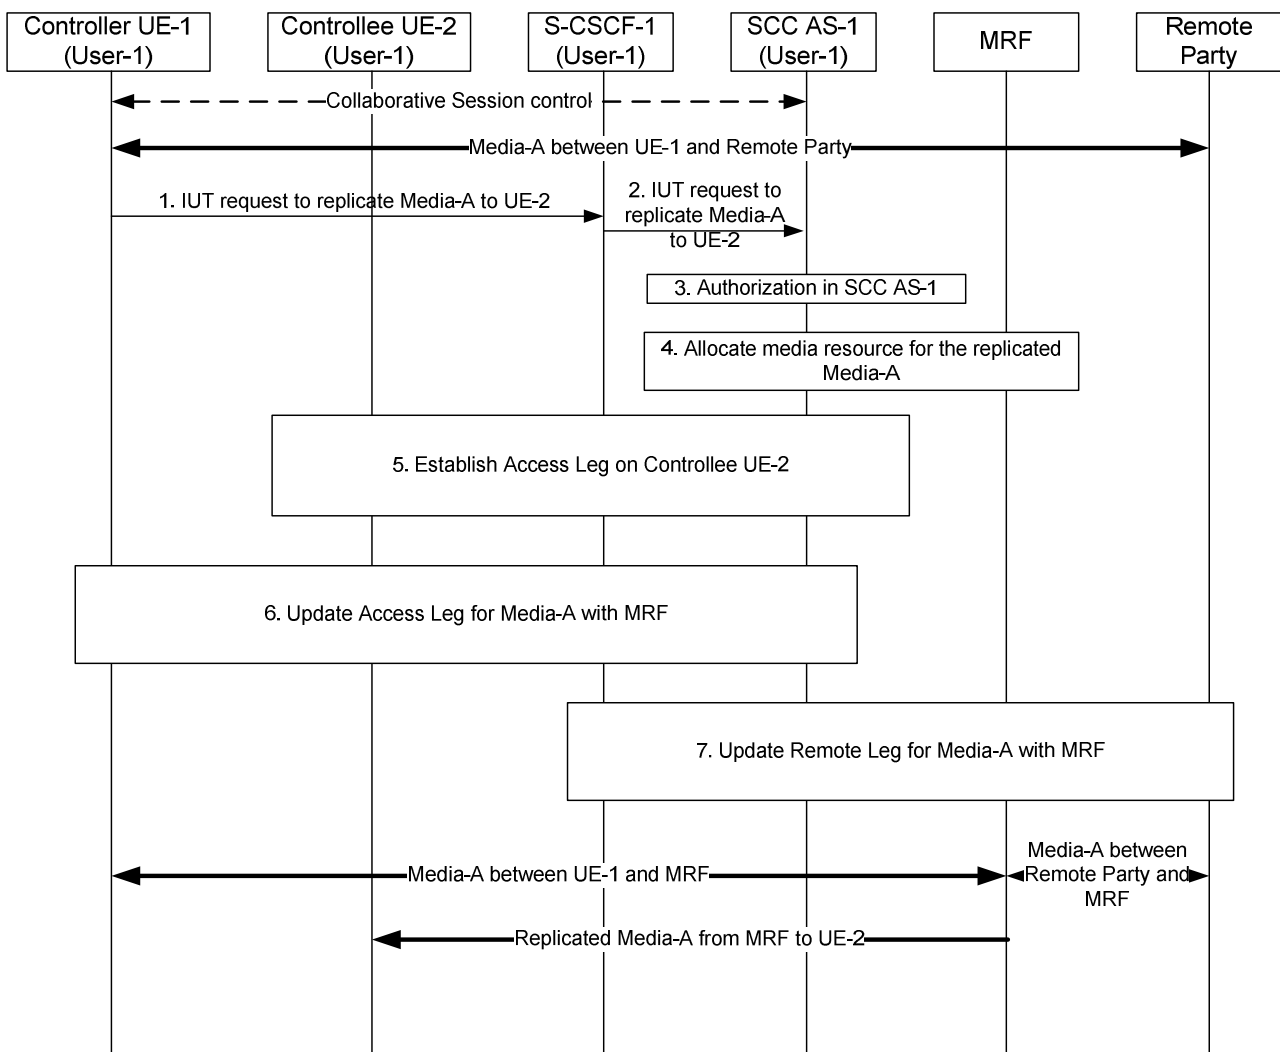 Controller UE-1
(User-1)
Controllee UE-2
(User-1)
S-CSCF-1
(User-1)
SCC AS-1
(User-1)
MRF
Remote
Party
Collaborative Session control
Media-A between UE-1 and Remote Party
1. IUT request to replicate Media-A to UE-2
2. IUT request to
replicate Media-A
to UE-2
3. Authorization in SCC AS-1
4. Allocate media resource for the replicated
Media-A
5. Establish Access Leg on Controllee UE-2
6. Update Access Leg for Media-A with MRF
7. Update Remote Leg for Media-A with MRF
Media-A between UE-1 and MRF
Media-A between
Remote Party and
MRF
Replicated Media-A from MRF to UE-2